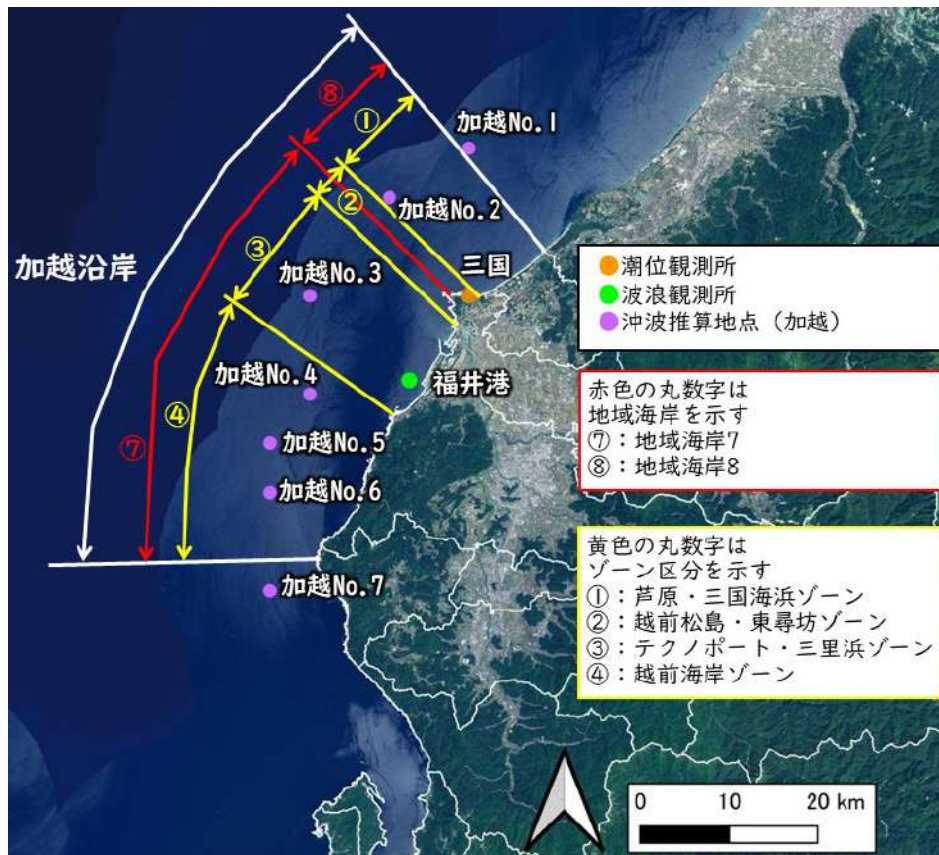 ⑧
①
加越No.1
加越No.2
②
加越沿岸
③
加越No.3
三国
●潮位観測所
●波浪観測所
●沖波推算地点（加越）
加越No.4
福井港
④
⑦
加越No.5
加越No.6
加越No.7
赤色の丸数字は
地域海岸を示す
⑦：地域海岸7
⑧：地域海岸8
黄色の丸数字は
ゾーン区分を示す
①：芦原・三国海浜ゾーン
②：越前松島・東尋坊ゾーン
③：テクノポート・三里浜ゾーン
④：越前海岸ゾーン
0 10 20 km